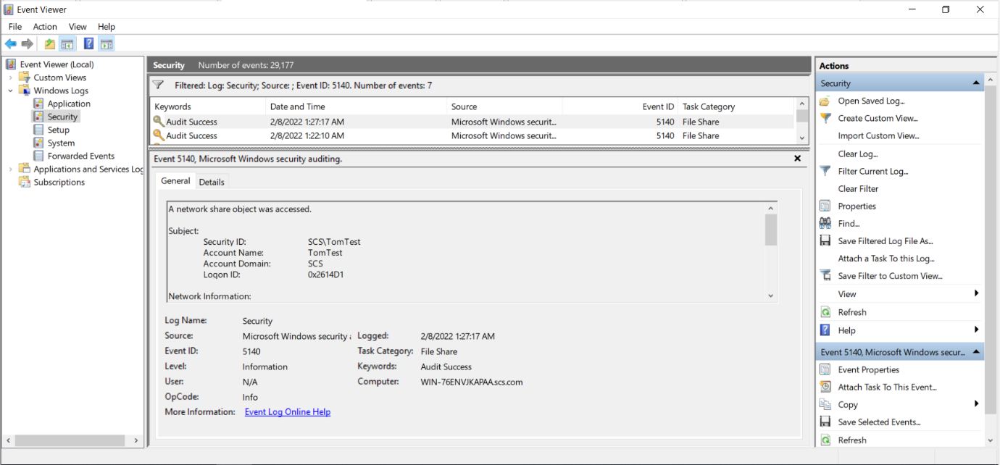 Event Viewer
File Action View Help
Event Viewer (Local)
Custom Views
Windows Logs
Application
Security
Setup
System
Forwarded Events
Applications and Services Log
Subscriptions
Security Number of events: 29,177
Filtered: Log: Security; Source: ; Event ID: 5140. Number of events: 7
Keywords Date and Time Source Event ID Task Category
Audit Success 2/8/2022 1:27:17 AM Microsoft Windows securit... 5140 File Share
Audit Success 2/8/2022 1:22:10 AM Microsoft Windows securit... 5140 File Share
Event 5140, Microsoft Windows security auditing.
General Details
A network share object was accessed.
Subject:
Security ID: SCS\TomTest
Account Name: TomTest
Account Domain: SCS
Logon ID: 0x2614D1
Network Information:
Log Name: Security
Source: Microsoft Windows security Logged: 2/8/2022 1:27:17 AM
Event ID: 5140 Task Category: File Share
Level: Information Keywords: Audit Success
User: N/A Computer: WIN-76ENVJKAPAA.scs.com
OpCode: Info
More Information: Event Log Online Help
Actions
Security
Open Saved Log...
Create Custom View...
Import Custom View...
Clear Log...
Filter Current Log...
Clear Filter
Properties
Find...
Save Filtered Log File As...
Attach a Task To this Log...
Save Filter to Custom View...
View
Refresh
Help
Event 5140, Microsoft Windows secur...
Event Properties
Attach Task To This Event...
Copy
Save Selected Events...
Refresh